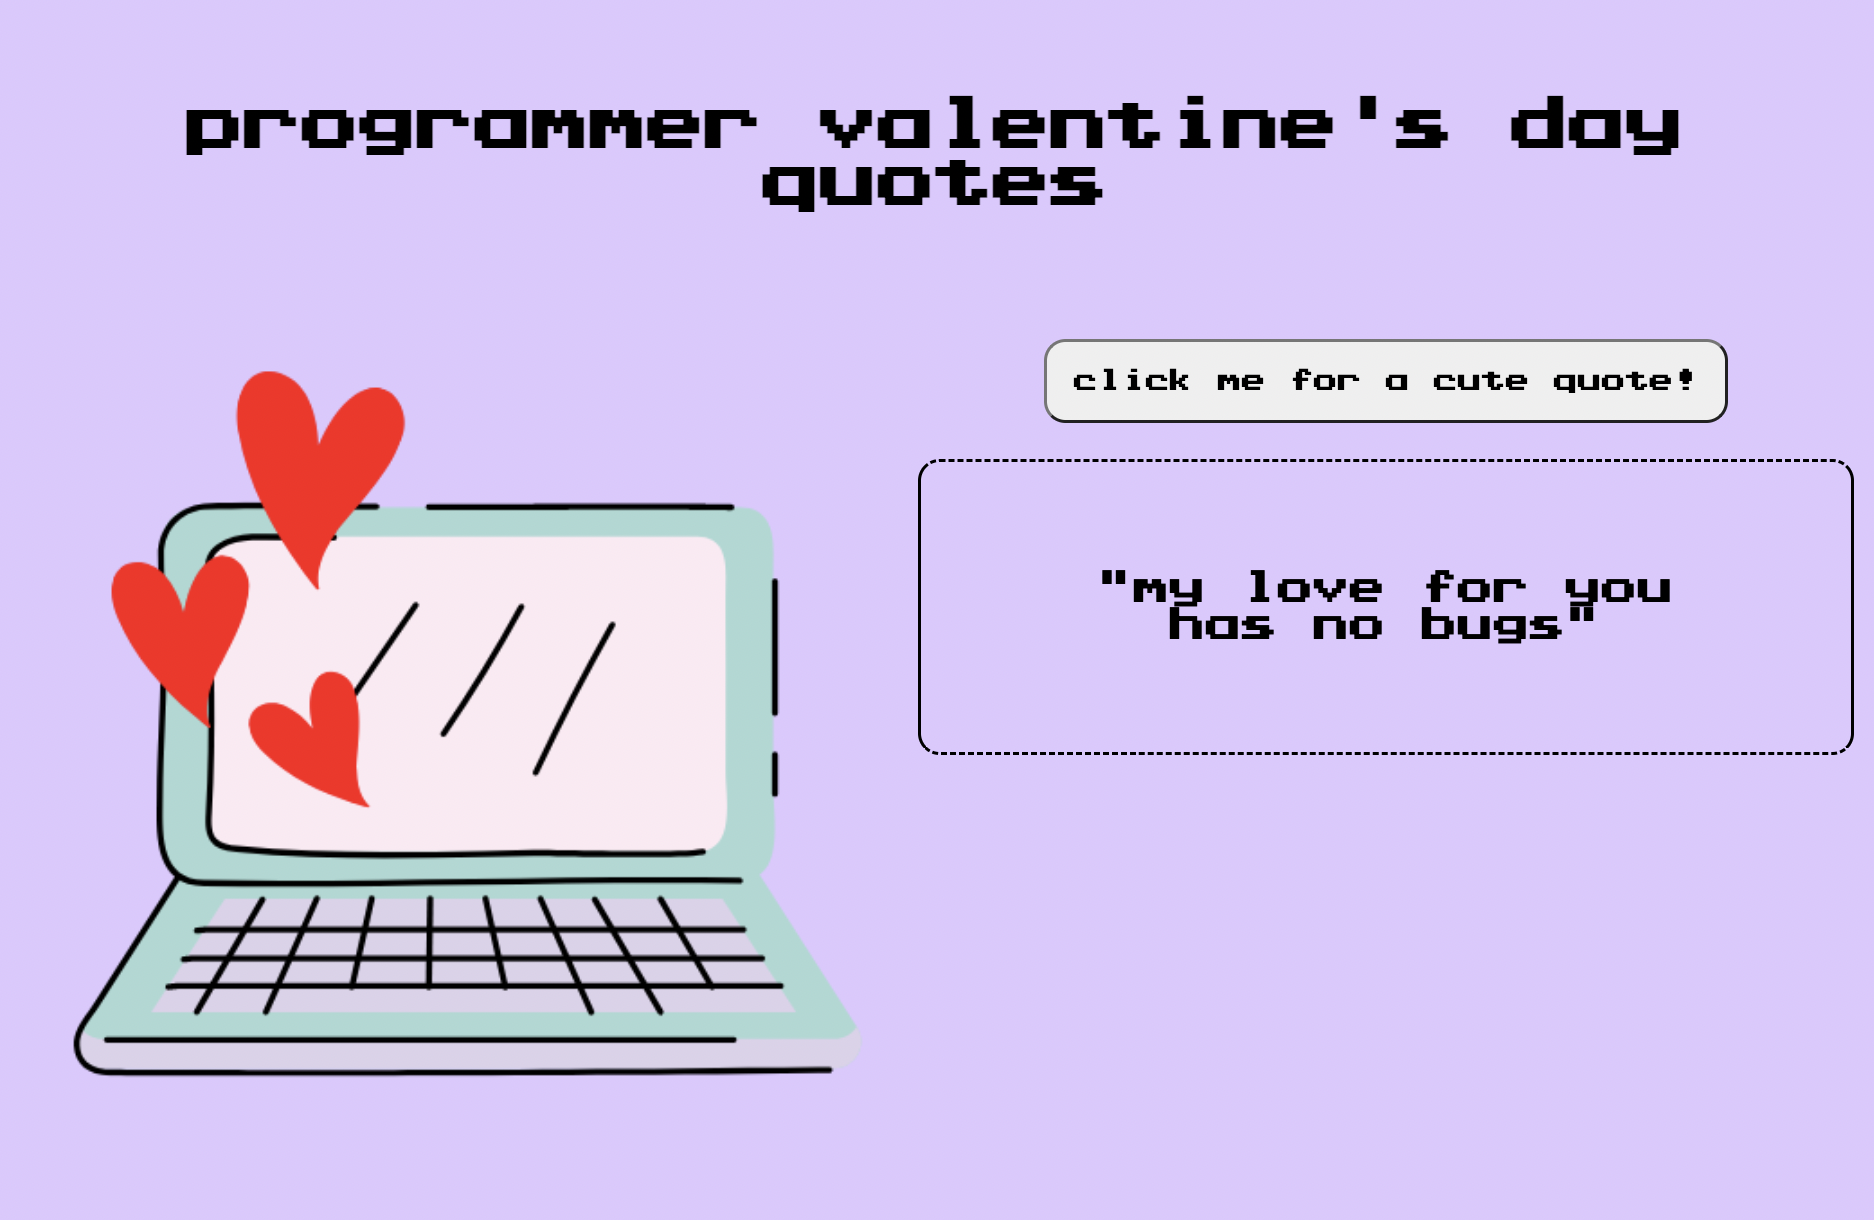 programmer valentine's day
quotes
click me for a cute quote!
"my love for you
has no bugs"